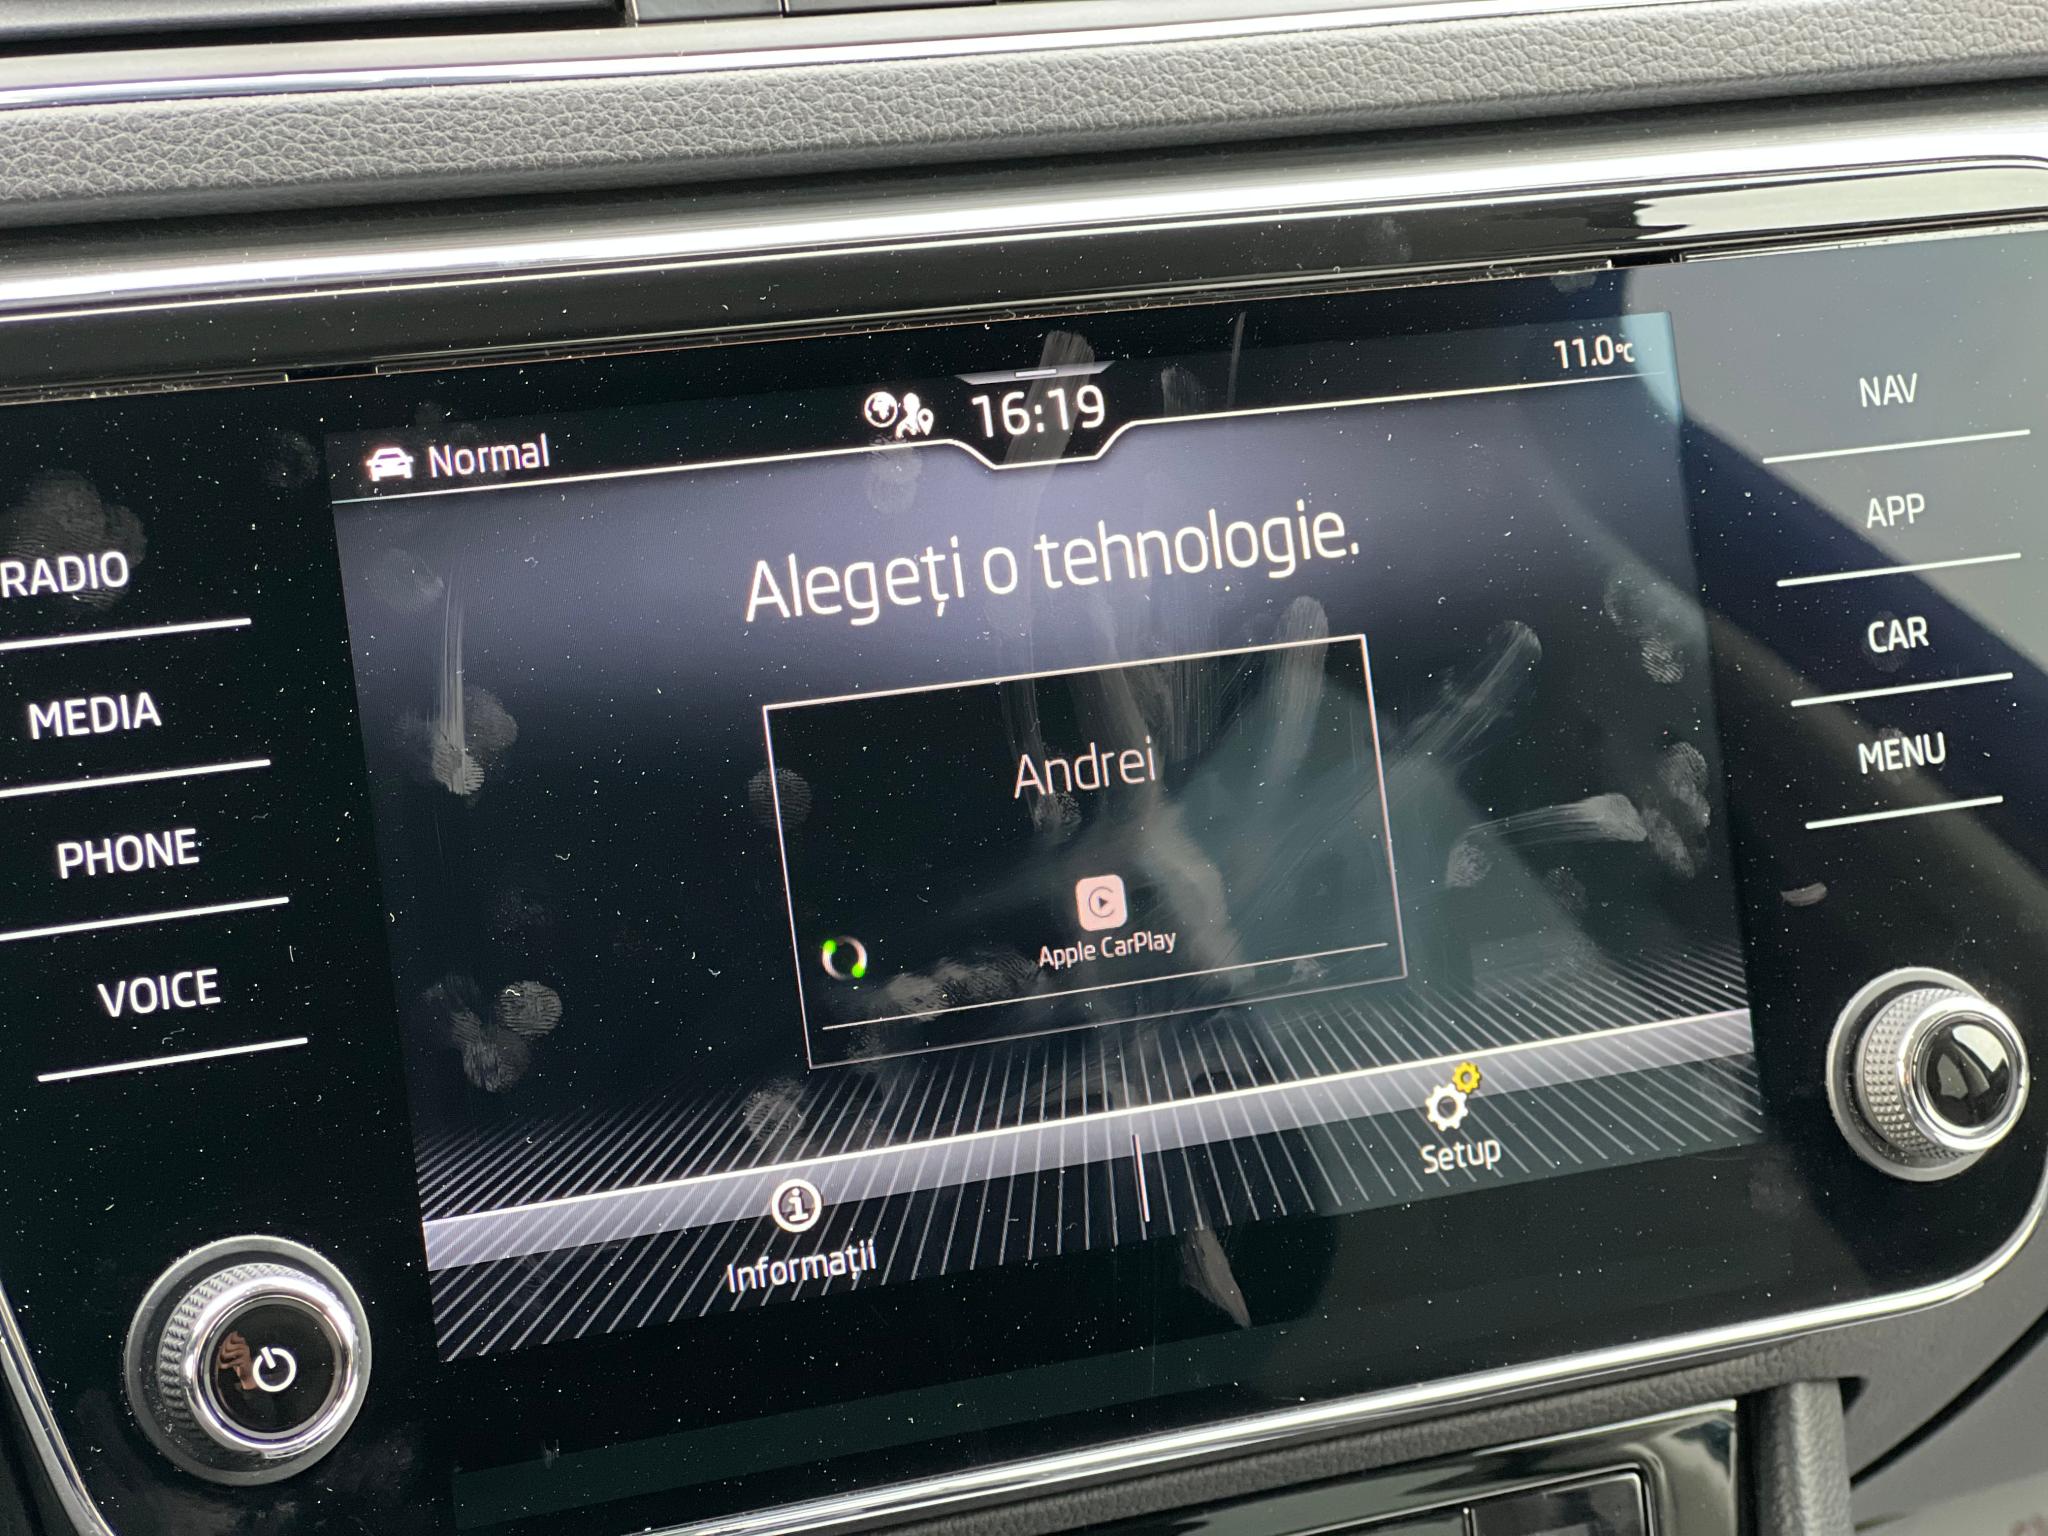 11.0°C
16:19
Normal
NAV
APP
CAR
MENU
RADIO
MEDIA
PHONE
VOICE
Alegeți o tehnologie.
Andrei
Apple CarPlay
Informații
Setup